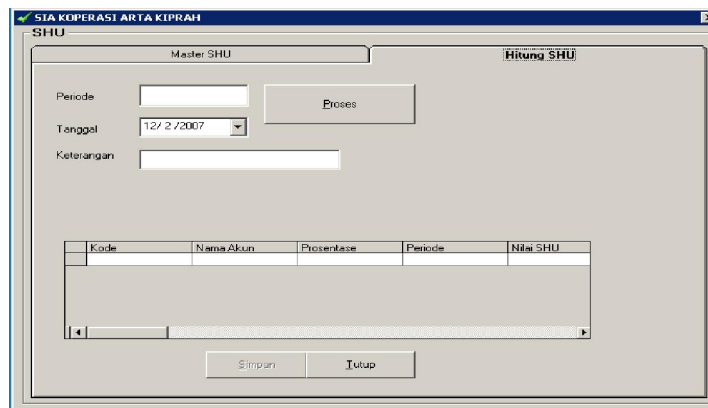 SIA KOPERASI ARTA KIPRAH
SHU
Master SHU Hitung SHU
Periode Proses
Tanggal 12/ 2 /2007
Keterangan
Kode Nama Akun Prosentase Periode Nilai SHU
Simpan Tutup